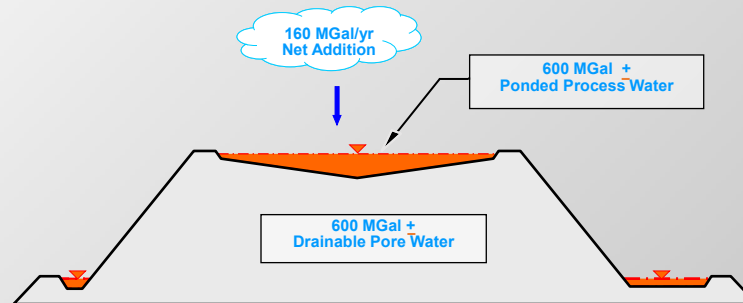 160 MGal/yr
Net Addition
600 MGal ±
Ponded Process Water
600 MGal ±
Drainable Pore Water